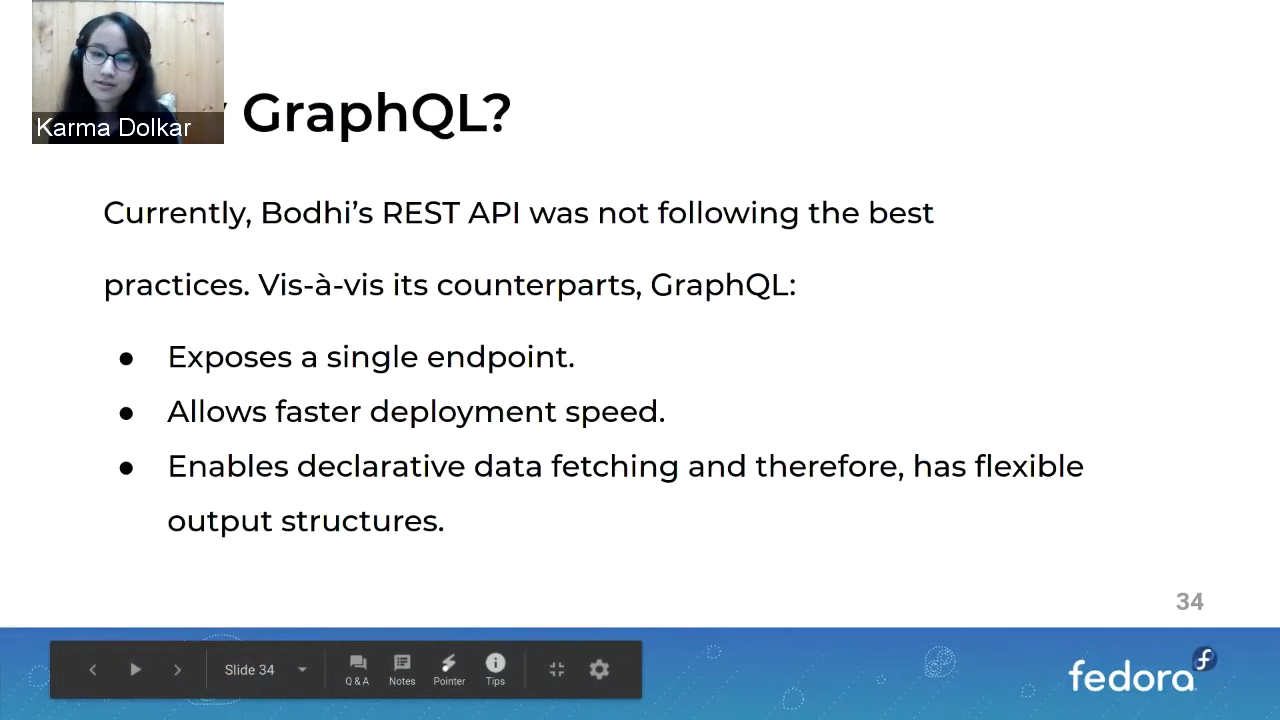 GraphQL?
Karma Dolkar
Currently, Bodhi's REST API was not following the best
practices. Vis-à-vis its counterparts, GraphQL:
● Exposes a single endpoint.
● Allows faster deployment speed.
● Enables declarative data fetching and therefore, has flexible
output structures.
34
Slide 34
Q & A
Notes
Pointer
Tips
fedora